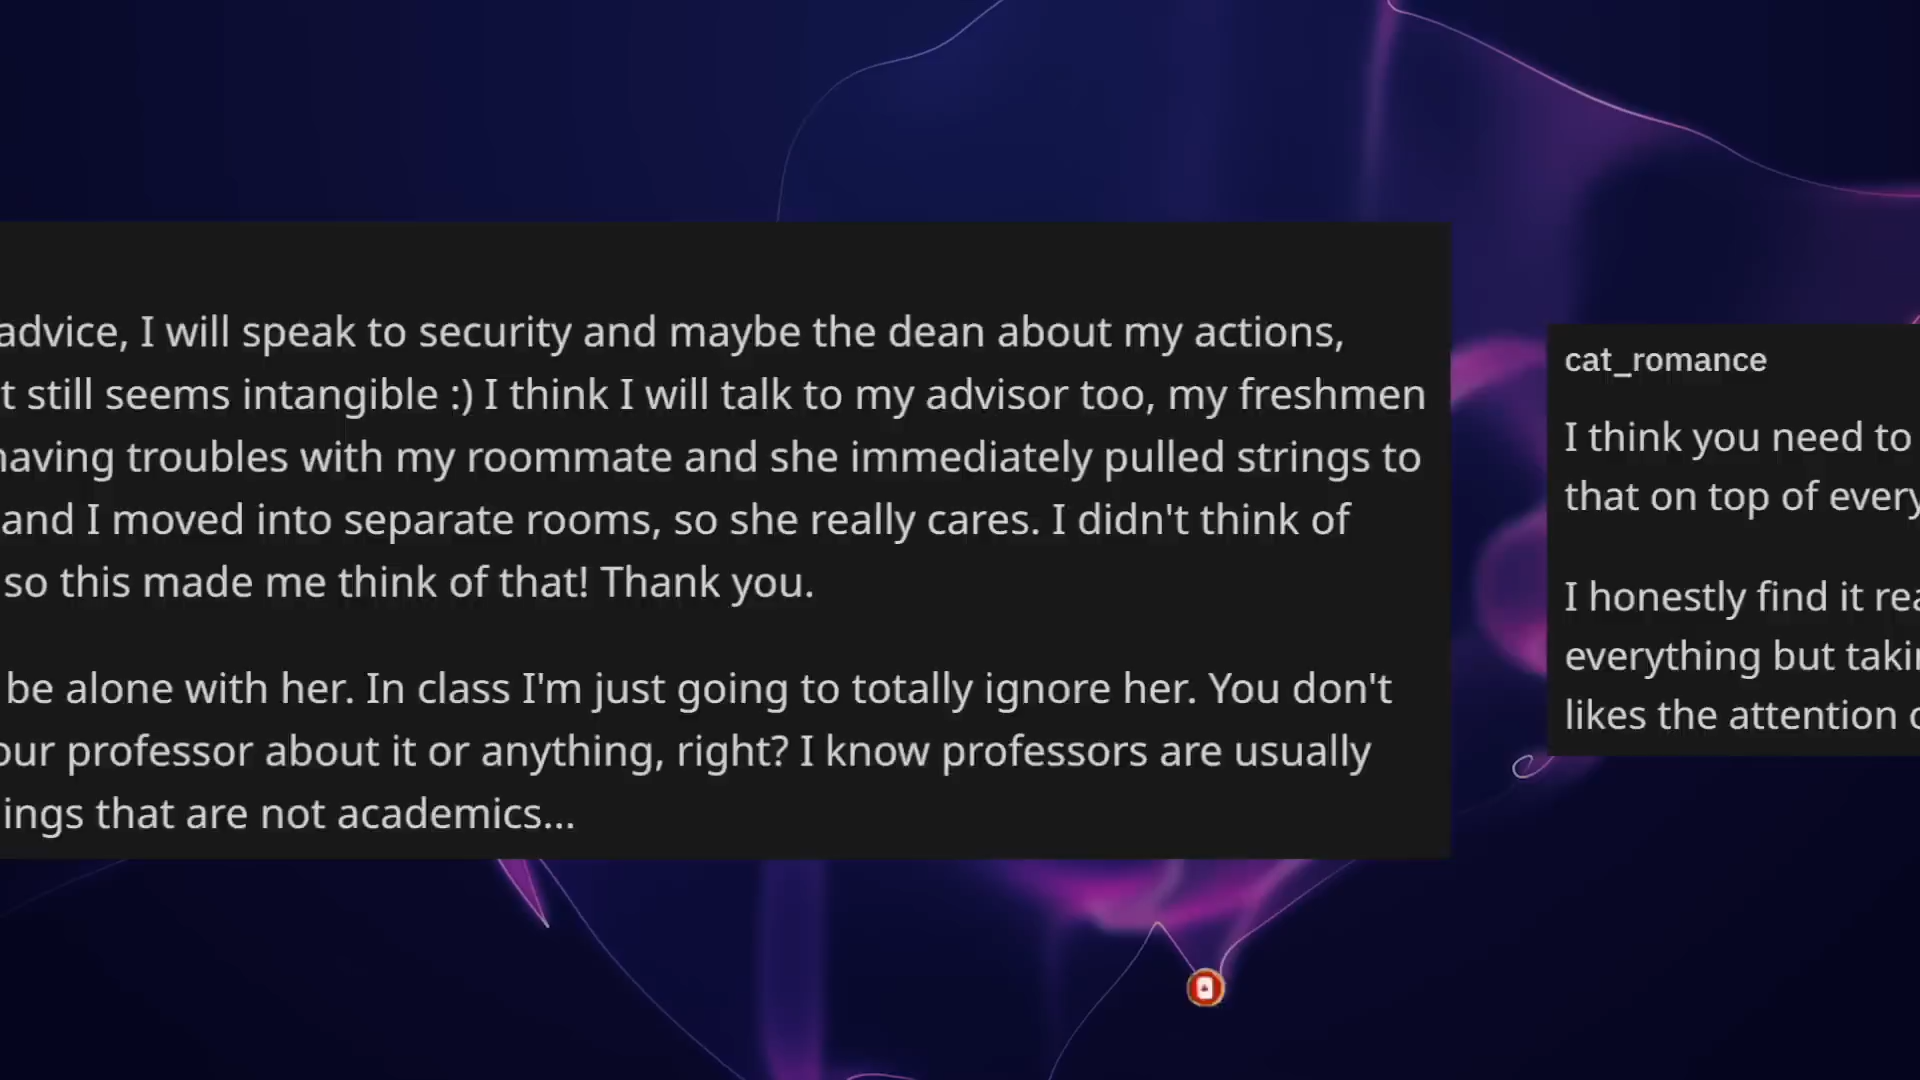 advice, I will speak to security and maybe the dean about my actions,
still seems intangible :) I think I will talk to my advisor too, my freshmen
having troubles with my roommate and she immediately pulled strings to
and I moved into separate rooms, so she really cares. I didn't think of
so this made me think of that! Thank you.
be alone with her. In class I'm just going to totally ignore her. You don't
professor about it or anything, right? I know professors are usually
that are not academics...
cat_romance
I think you need to
that on top of every
I honestly find it
everything but
likes the attention